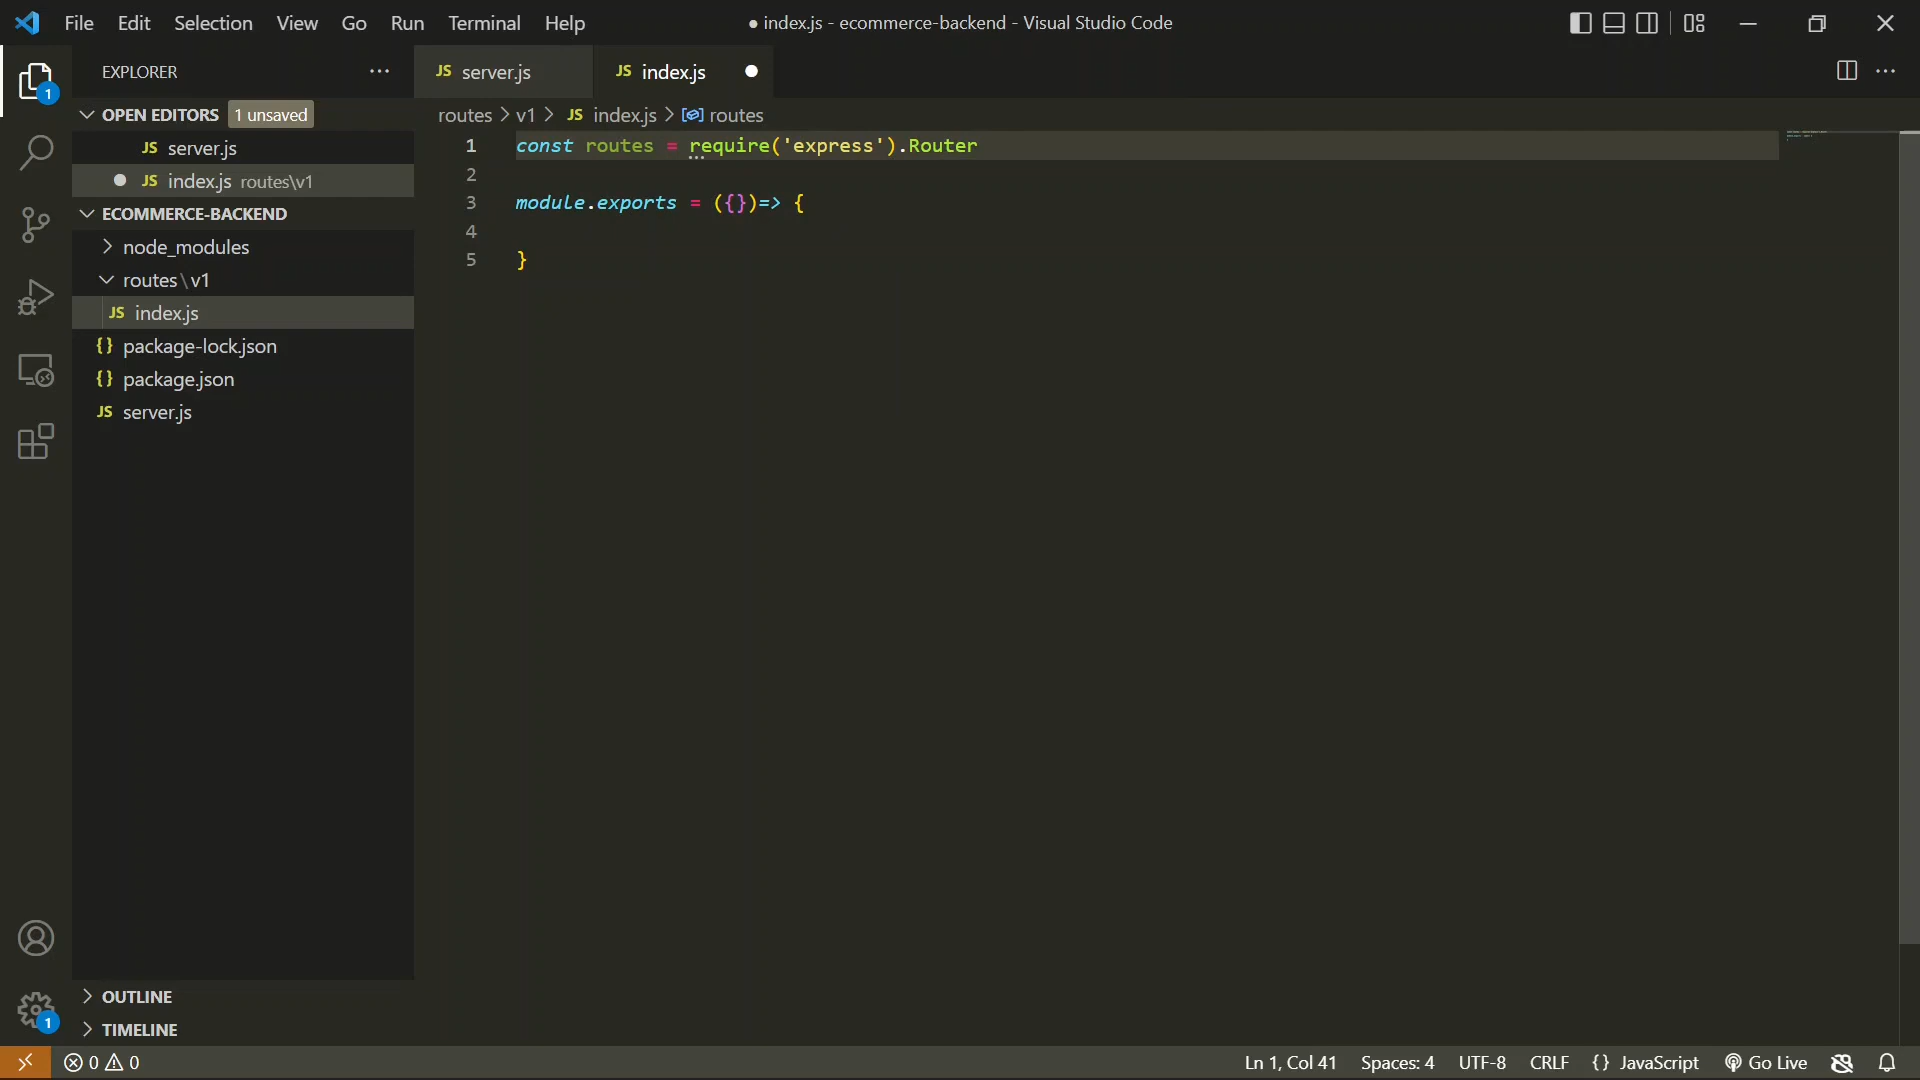 File Edit Selection View Go Run Terminal Help
● index.js - ecommerce-backend - Visual Studio Code
EXPLORER
1
OPEN EDITORS 1 unsaved
JS server.js
● JS index.js routes\v1
ECOMMERCE-BACKEND
node_modules
routes\v1
JS index.js
{} package-lock.json
{} package.json
JS server.js
OUTLINE
TIMELINE
1
JS server.js
JS index.js ●
routes > v1 > JS index.js > routes
1 const routes = require('express').Router
2
3 module.exports = ({})=> {
4
5 }
0 0
Ln 1, Col 41 Spaces: 4 UTF-8 CRLF {} JavaScript Go Live